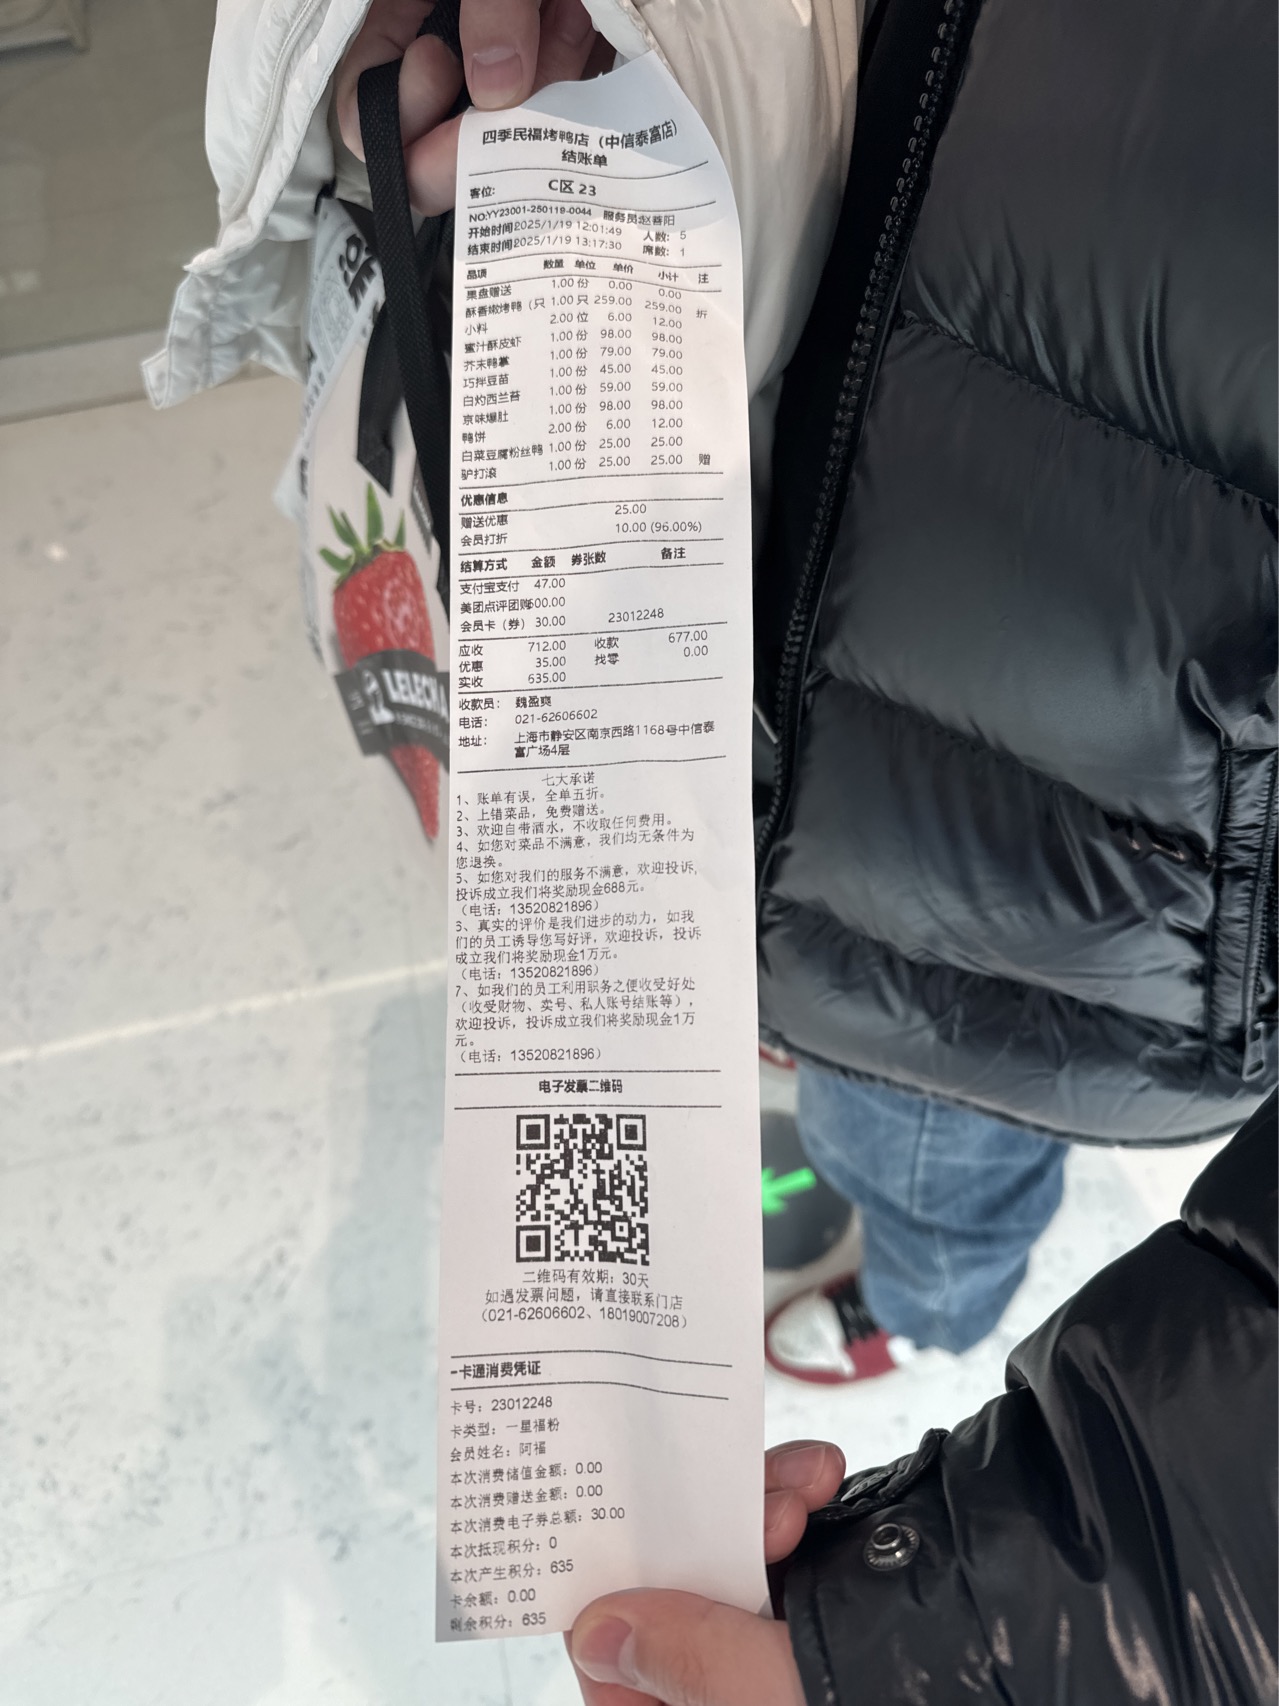 四季民福烤鸭店（中信泰富店）
结账单
客位： C区 23
NO:YY23001-250119-0044 服务员:赵香阳
开始时间2025/1/19 12:01:49 人数： 5
结束时间2025/1/19 13:17:30 席数： 1
品项 数量 单位 单价 小计 注
果盘赠送 1.00 份 0.00 0.00
酥香嫩烤鸭（只 1.00 只 259.00 259.00 折
小料 2.00 位 6.00 12.00
蜜汁酥皮虾 1.00 份 98.00 98.00
芥末鸭掌 1.00 份 79.00 79.00
巧拌豆苗 1.00 份 45.00 45.00
白灼西兰苔 1.00 份 59.00 59.00
京味爆肚 1.00 份 98.00 98.00
鸭饼 2.00 份 6.00 12.00
白菜豆腐粉丝鸭 1.00 份 25.00 25.00
驴打滚 1.00 份 25.00 25.00 赠
优惠信息
赠送优惠 25.00
会员打折 10.00 (96.00%)
结算方式 金额 券张数 备注
支付宝支付 47.00
美团点评团购600.00
会员卡（券）30.00 23012248
应收 712.00 收款 677.00
优惠 35.00 找零 0.00
实收 635.00
收款员： 魏盈爽
电话： 021-62606602
地址： 上海市静安区南京西路1168号中信泰
富广场4层
七大承诺
1、账单有误，全单五折。
2、上错菜品，免费赠送。
3、欢迎自带酒水，不收取任何费用。
4、如您对菜品不满意，我们均无条件为
您退换。
5、如您对我们的服务不满意，欢迎投诉，
投诉成立我们将奖励现金688元。
（电话：13520821896）
6、真实的评价是我们进步的动力，如我
们的员工诱导您写好评，欢迎投诉，投诉
成立我们将奖励现金1万元。
（电话：13520821896）
7、如我们的员工利用职务之便收受好处
（收受财物、卖号、私人账号结账等），
欢迎投诉，投诉成立我们将奖励现金1万
元。
（电话：13520821896）
电子发票二维码
二维码有效期：30天
如遇发票问题，请直接联系门店
（021-62606602、18019007208）
一卡通消费凭证
卡号：23012248
卡类型：一星福粉
会员姓名：阿福
本次消费储值金额：0.00
本次消费赠送金额：0.00
本次消费电子券总额：30.00
本次抵现积分：0
本次产生积分：635
卡余额：0.00
剩余积分：635
LELECHA